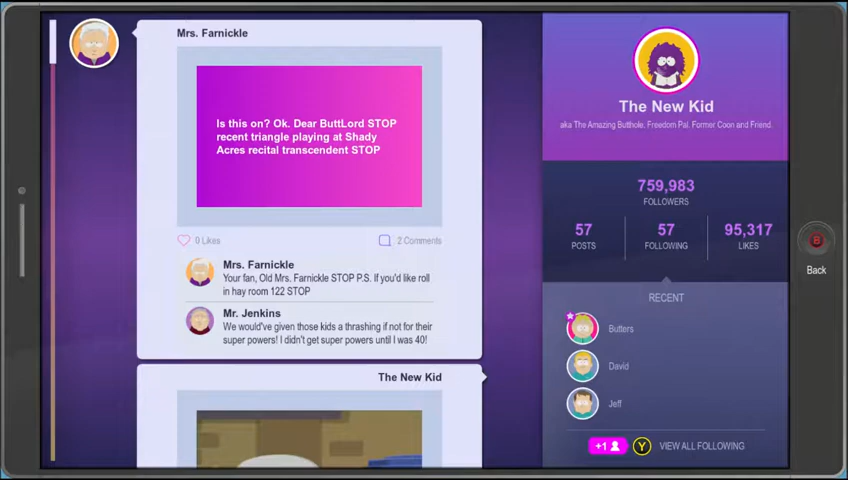 Mrs. Farnickle
Is this on? Ok. Dear ButtLord STOP
recent triangle playing at Shady
Acres recital transcendent STOP
0 Likes
2 Comments
Mrs. Farnickle
Your fan, Old Mrs. Farnickle STOP P.S. If you'd like roll
in hay room 122 STOP
Mr. Jenkins
We would've given those kids a thrashing if not for their
super powers! I didn't get super powers until I was 40!
The New Kid
The New Kid
aka The Amazing Butthole. Freedom Pal. Former Coon and Friend.
759,983
FOLLOWERS
57
POSTS
57
FOLLOWING
95,317
LIKES
RECENT
Butters
David
Jeff
+1
Y
VIEW ALL FOLLOWING
B
Back